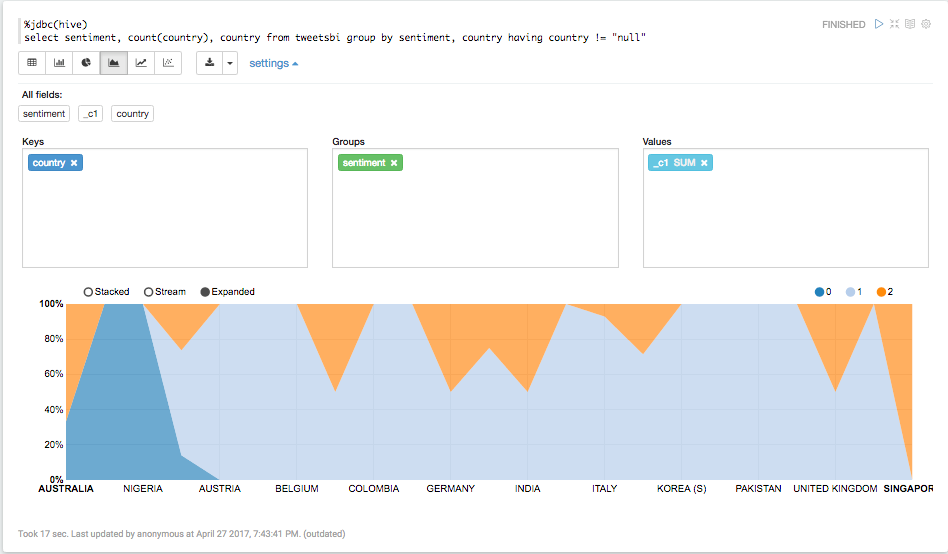 %jdbc(hive)
FINISHED
select sentiment, count(country), country from tweetsbi group by sentiment, country having country != "null"
settings
All fields:
sentiment _c1 country
Keys Groups Values
country × sentiment × _c1 SUM ×
Stacked Stream Expanded 0 1 2
100%
80%
60%
40%
20%
0%
AUSTRALIA NIGERIA AUSTRIA BELGIUM COLOMBIA GERMANY INDIA ITALY KOREA (S) PAKISTAN UNITED KINGDOM SINGAPOR
Took 17 sec. Last updated by anonymous at April 27 2017, 7:43:41 PM. (outdated)